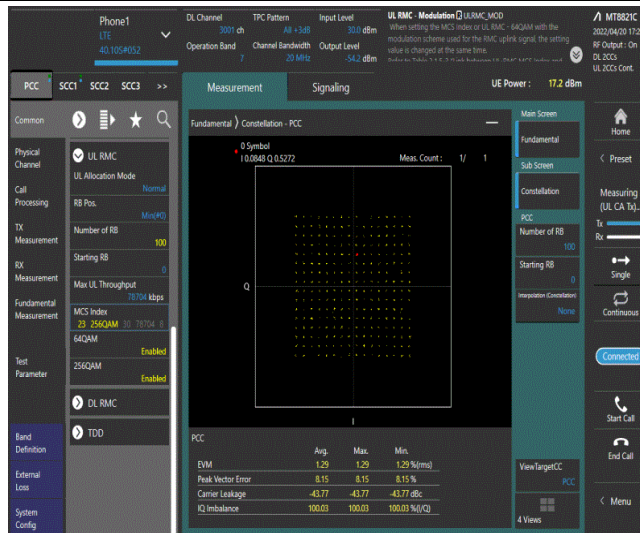 Phone1
LTE
40.10S#052
DL Channel
3001 ch
TPC Pattern
All +3dB
Input Level
30.0 dBm
Operation Band
7
Channel Bandwidth
20 MHz
Output Level
-54.2 dBm
UL RMC - Modulation ULRMC_MOD
When setting the MCS Index or UL RMC - 64QAM with the
modulation scheme used for the RMC uplink signal, the setting
value is changed at the same time.
MT8821C
2022/04/20 17:2
RF Output : On
DL 2CCs
UL 2CCs Cont.
PCC
SCC1
SCC2
SCC3
>>
Measurement
Signaling
UE Power : 17.2 dBm
Common
Physical
Channel
Call
Processing
TX
Measurement
RX
Measurement
Fundamental
Measurement
Test
Parameter
Band
Definition
External
Loss
System
Config
UL RMC
UL Allocation Mode
Normal
RB Pos.
Min(#0)
Number of RB
100
Starting RB
0
Max UL Throughput
78704 kbps
MCS Index
23 256QAM 30 78704 8
64QAM
Enabled
256QAM
Enabled
DL RMC
TDD
Fundamental 〉 Constellation - PCC
0 Symbol
I 0.0848 Q 0.5272
Meas. Count : 1/ 1
Q
I
PCC
Avg. Max. Min.
EVM 1.29 1.29 1.29 %(rms)
Peak Vector Error 8.15 8.15 8.15 %
Carrier Leakage -43.77 -43.77 -43.77 dBc
IQ Imbalance 100.03 100.03 100.03 %(I/Q)
Main Screen
Fundamental
Sub Screen
Constellation
PCC
Number of RB
100
Starting RB
0
Interpolation (Constellation)
None
ViewTargetCC
PCC
4 Views
Home
< Preset
Measuring
(UL CA Tx)..
Tx
Rx
Single
Continuous
Connected
Start Call
End Call
< Menu